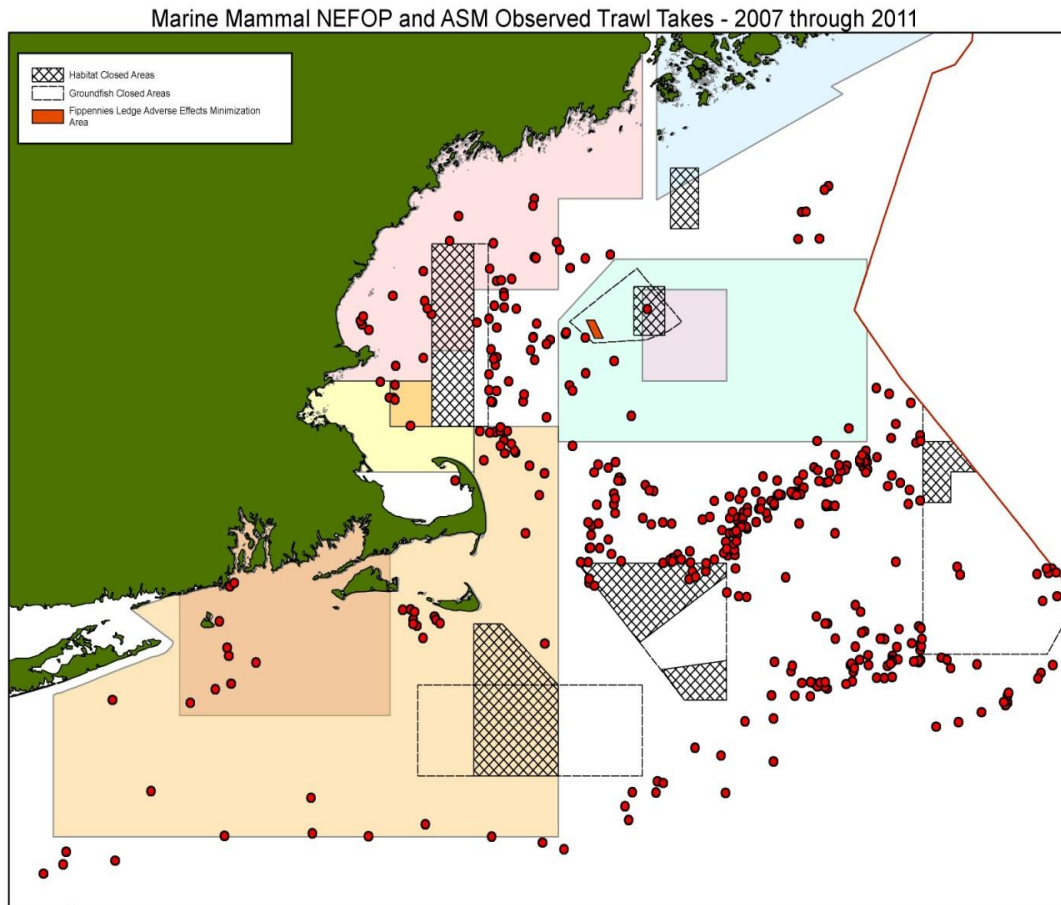 Marine Mammal NEFOP and ASM Observed Trawl Takes - 2007 through 2011
Habitat Closed Areas
Groundfish Closed Areas
Fippennies Ledge Adverse Effects Minimization
Area